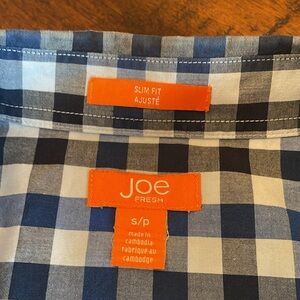 SLIM FIT
AJUSTÉ
Joe
FRESH
s/p
made in
cambodia
fabriqué au
cambodge